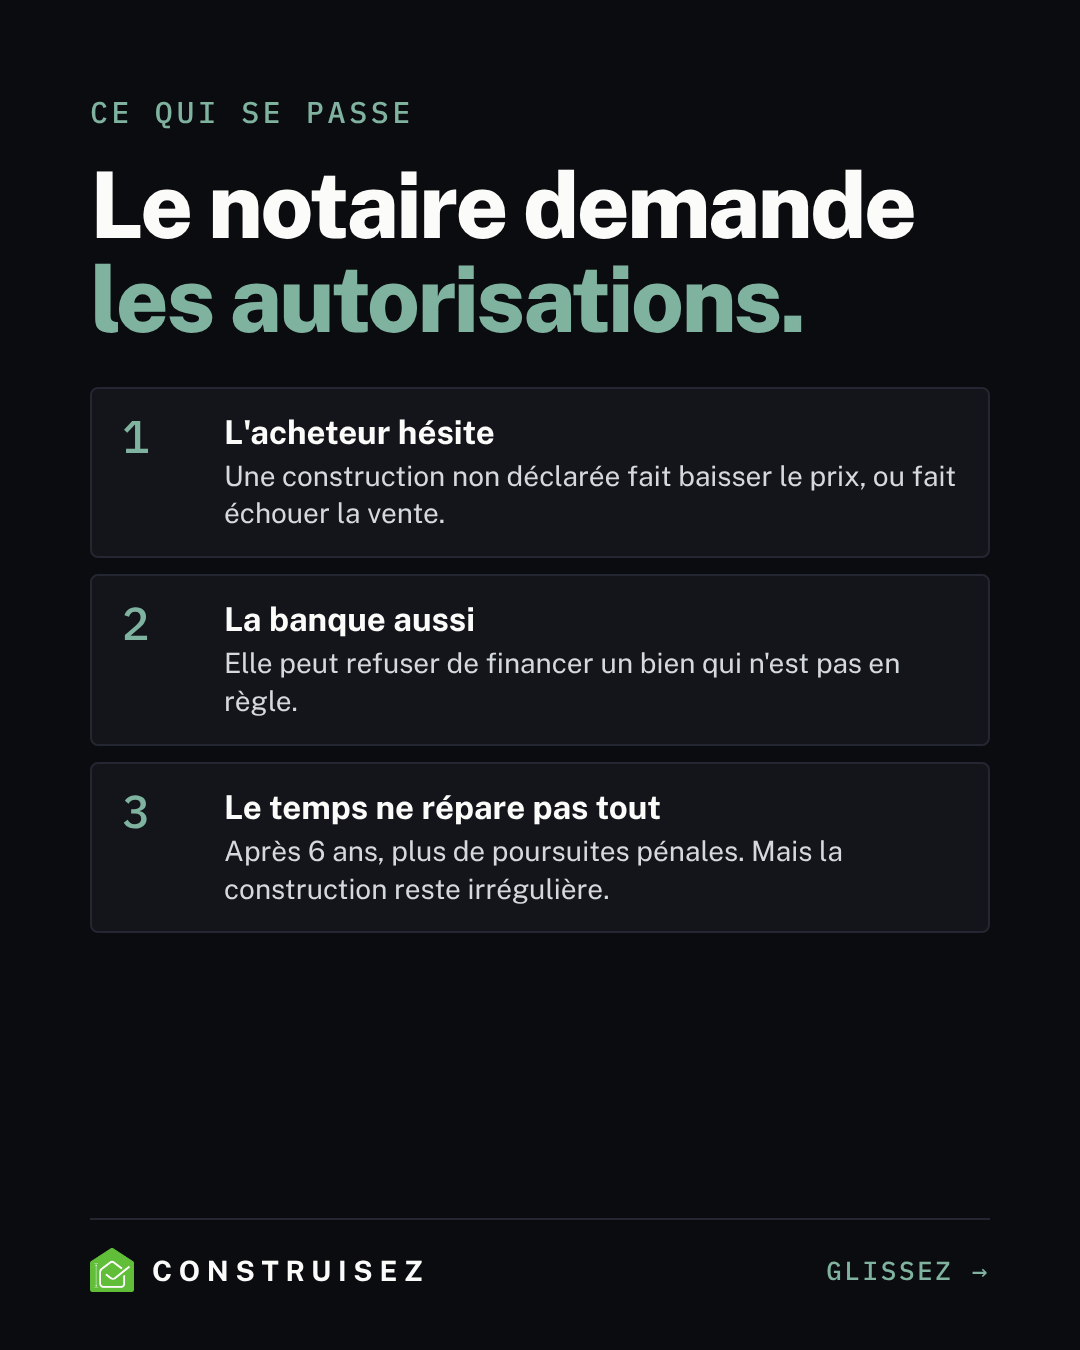 CE QUI SE PASSE
Le notaire demande
les autorisations.
1
L'acheteur hésite
Une construction non déclarée fait baisser le prix, ou fait
échouer la vente.
2
La banque aussi
Elle peut refuser de financer un bien qui n'est pas en
règle.
3
Le temps ne répare pas tout
Après 6 ans, plus de poursuites pénales. Mais la
construction reste irrégulière.
CONSTRUISEZ
GLISSEZ →